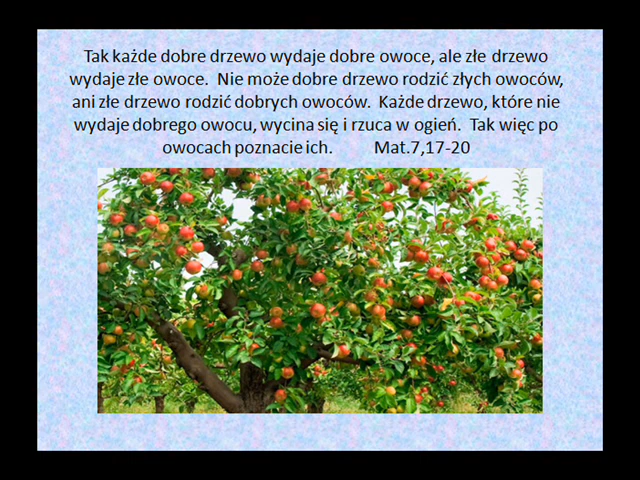 Tak każde dobre drzewo wydaje dobre owoce, ale złe drzewo
wydaje złe owoce. Nie może dobre drzewo rodzić złych owoców,
ani złe drzewo rodzić dobrych owoców. Każde drzewo, które nie
wydaje dobrego owocu, wycina się i rzuca w ogień. Tak więc po
owocach poznacie ich. Mat.7,17-20